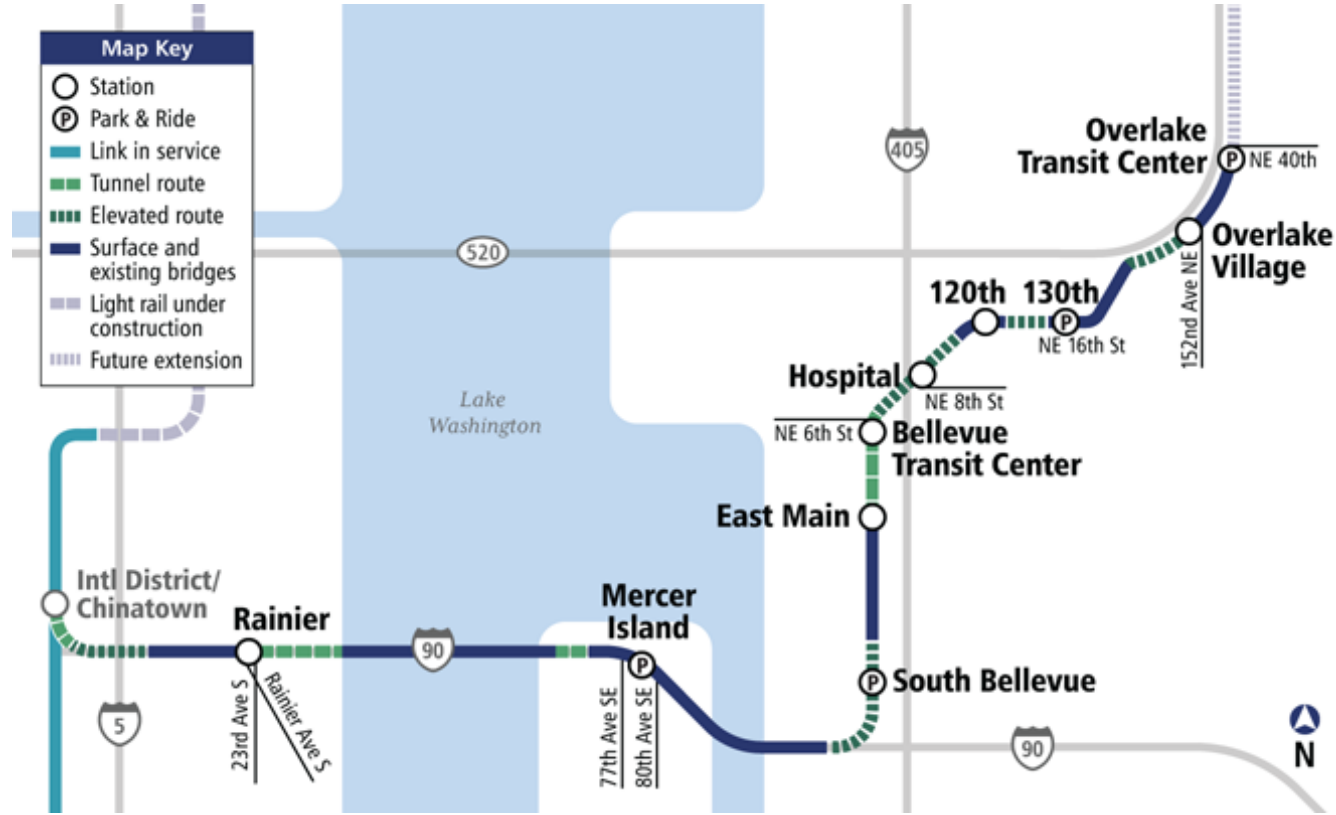 Map Key
Station
P Park & Ride
Link in service
Tunnel route
Elevated route
Surface and
existing bridges
Light rail under
construction
Future extension
405
Overlake
Transit Center
P
NE 40th
520
Overlake
Village
152nd Ave NE
120th
130th
P
NE 16th St
Hospital
NE 8th St
Lake
Washington
NE 6th St
Bellevue
Transit Center
East Main
Intl District/
Chinatown
Rainier
23rd Ave S
Rainier Ave S
5
90
Mercer
Island
P
77th Ave SE
80th Ave SE
P
South Bellevue
90
N